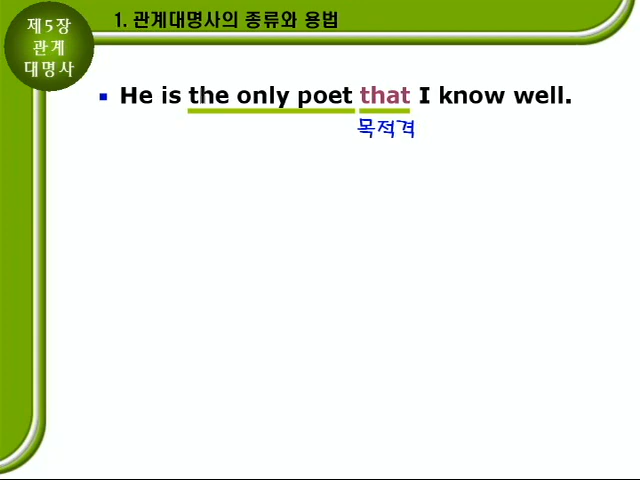 제5장
관계
대명사
1. 관계대명사의 종류와 용법
▪ He is the only poet that I know well.
목적격